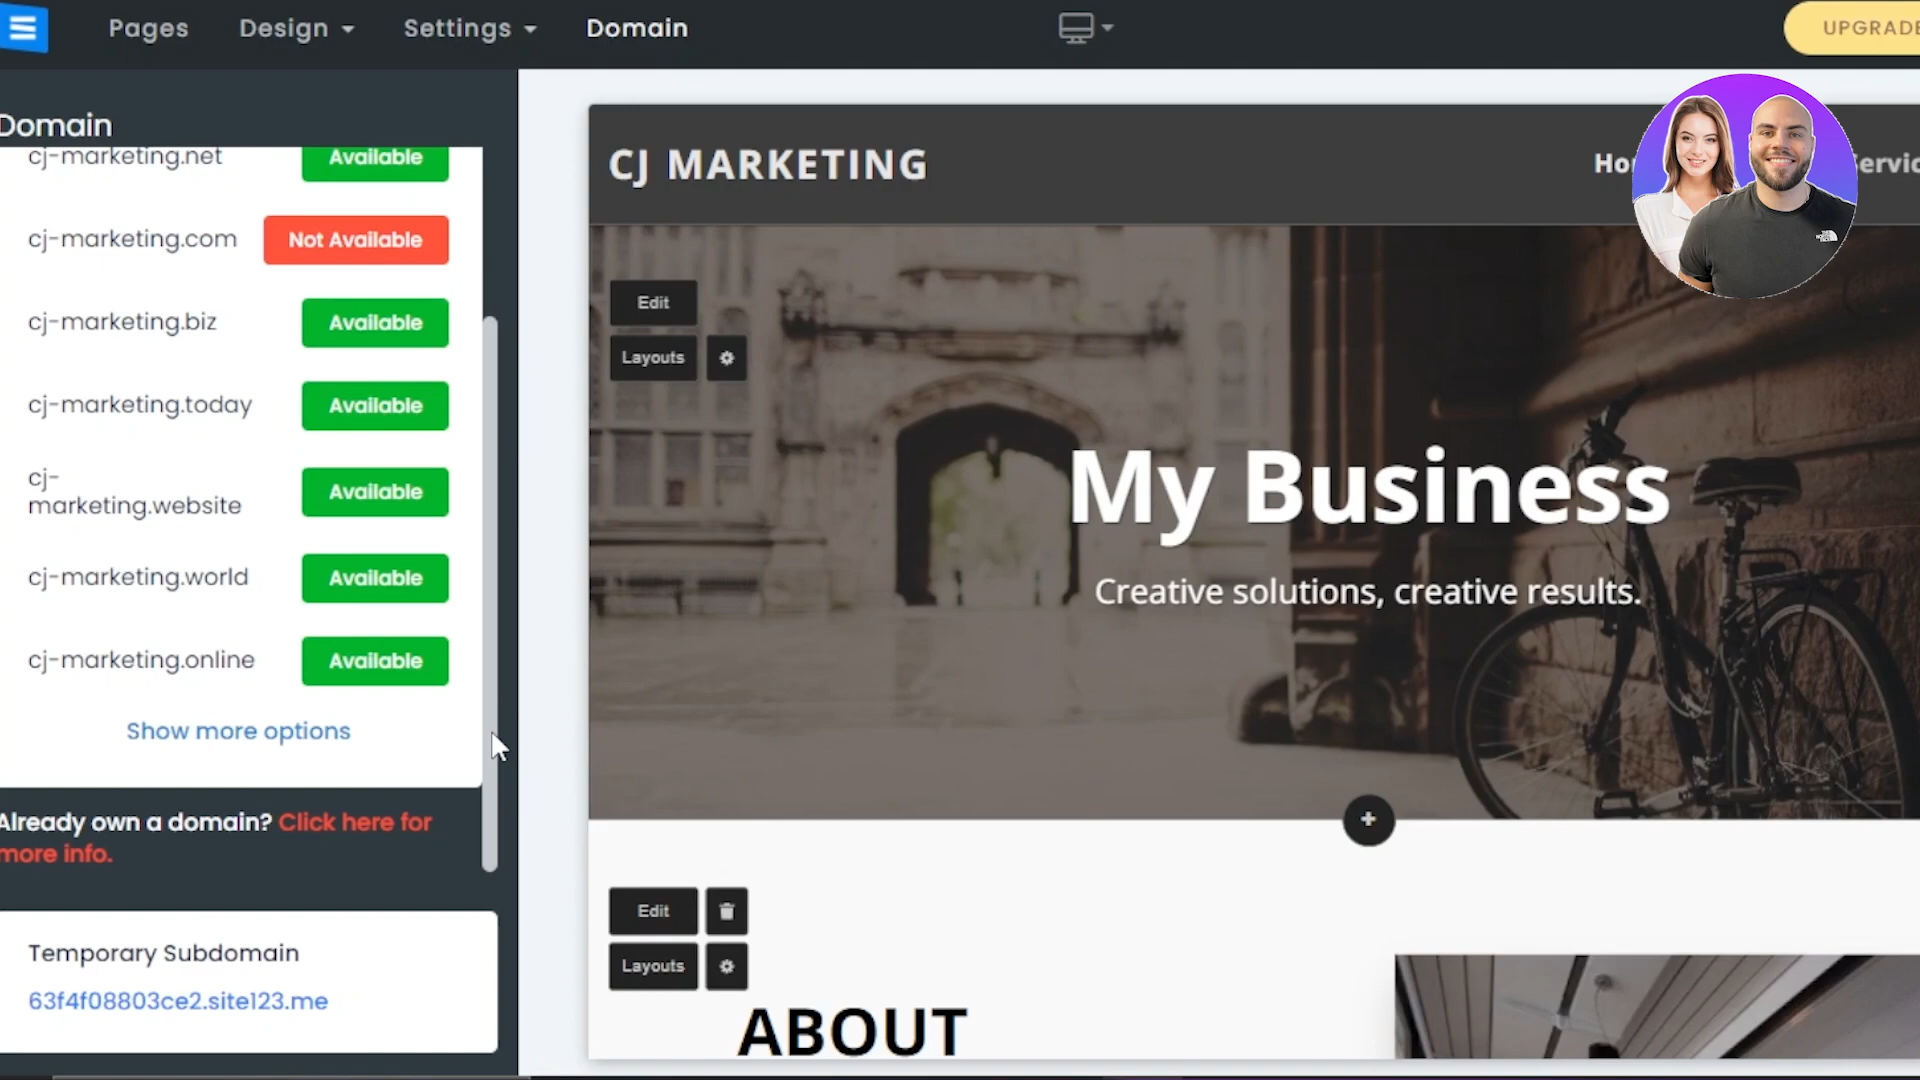 Pages Design Settings Domain
UPGRADE
Domain
cj-marketing.net Available
cj-marketing.com Not Available
cj-marketing.biz Available
cj-marketing.today Available
cj-
marketing.website Available
cj-marketing.world Available
cj-marketing.online Available
Show more options
Already own a domain? Click here for
more info.
Temporary Subdomain
63f4f08803ce2.site123.me
CJ MARKETING
Edit
Layouts
My Business
Creative solutions, creative results.
Edit
Layouts
ABOUT